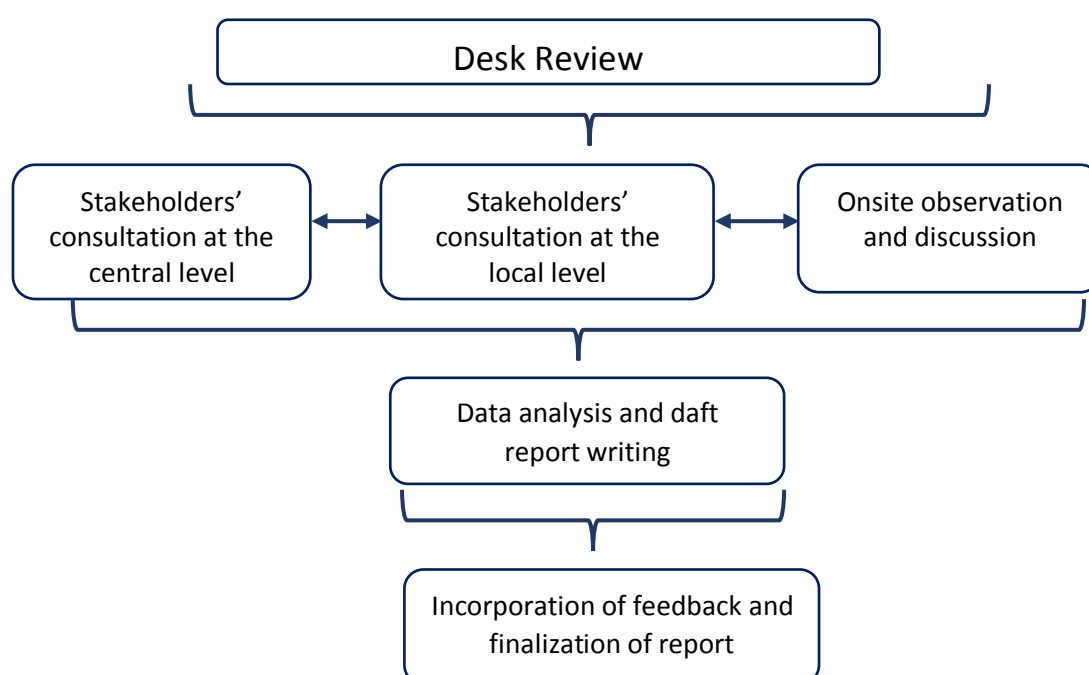 Desk Review
Stakeholders’
consultation at the
central level
Stakeholders’
consultation at the
local level
Onsite observation
and discussion
Data analysis and daft
report writing
Incorporation of feedback and
finalization of report